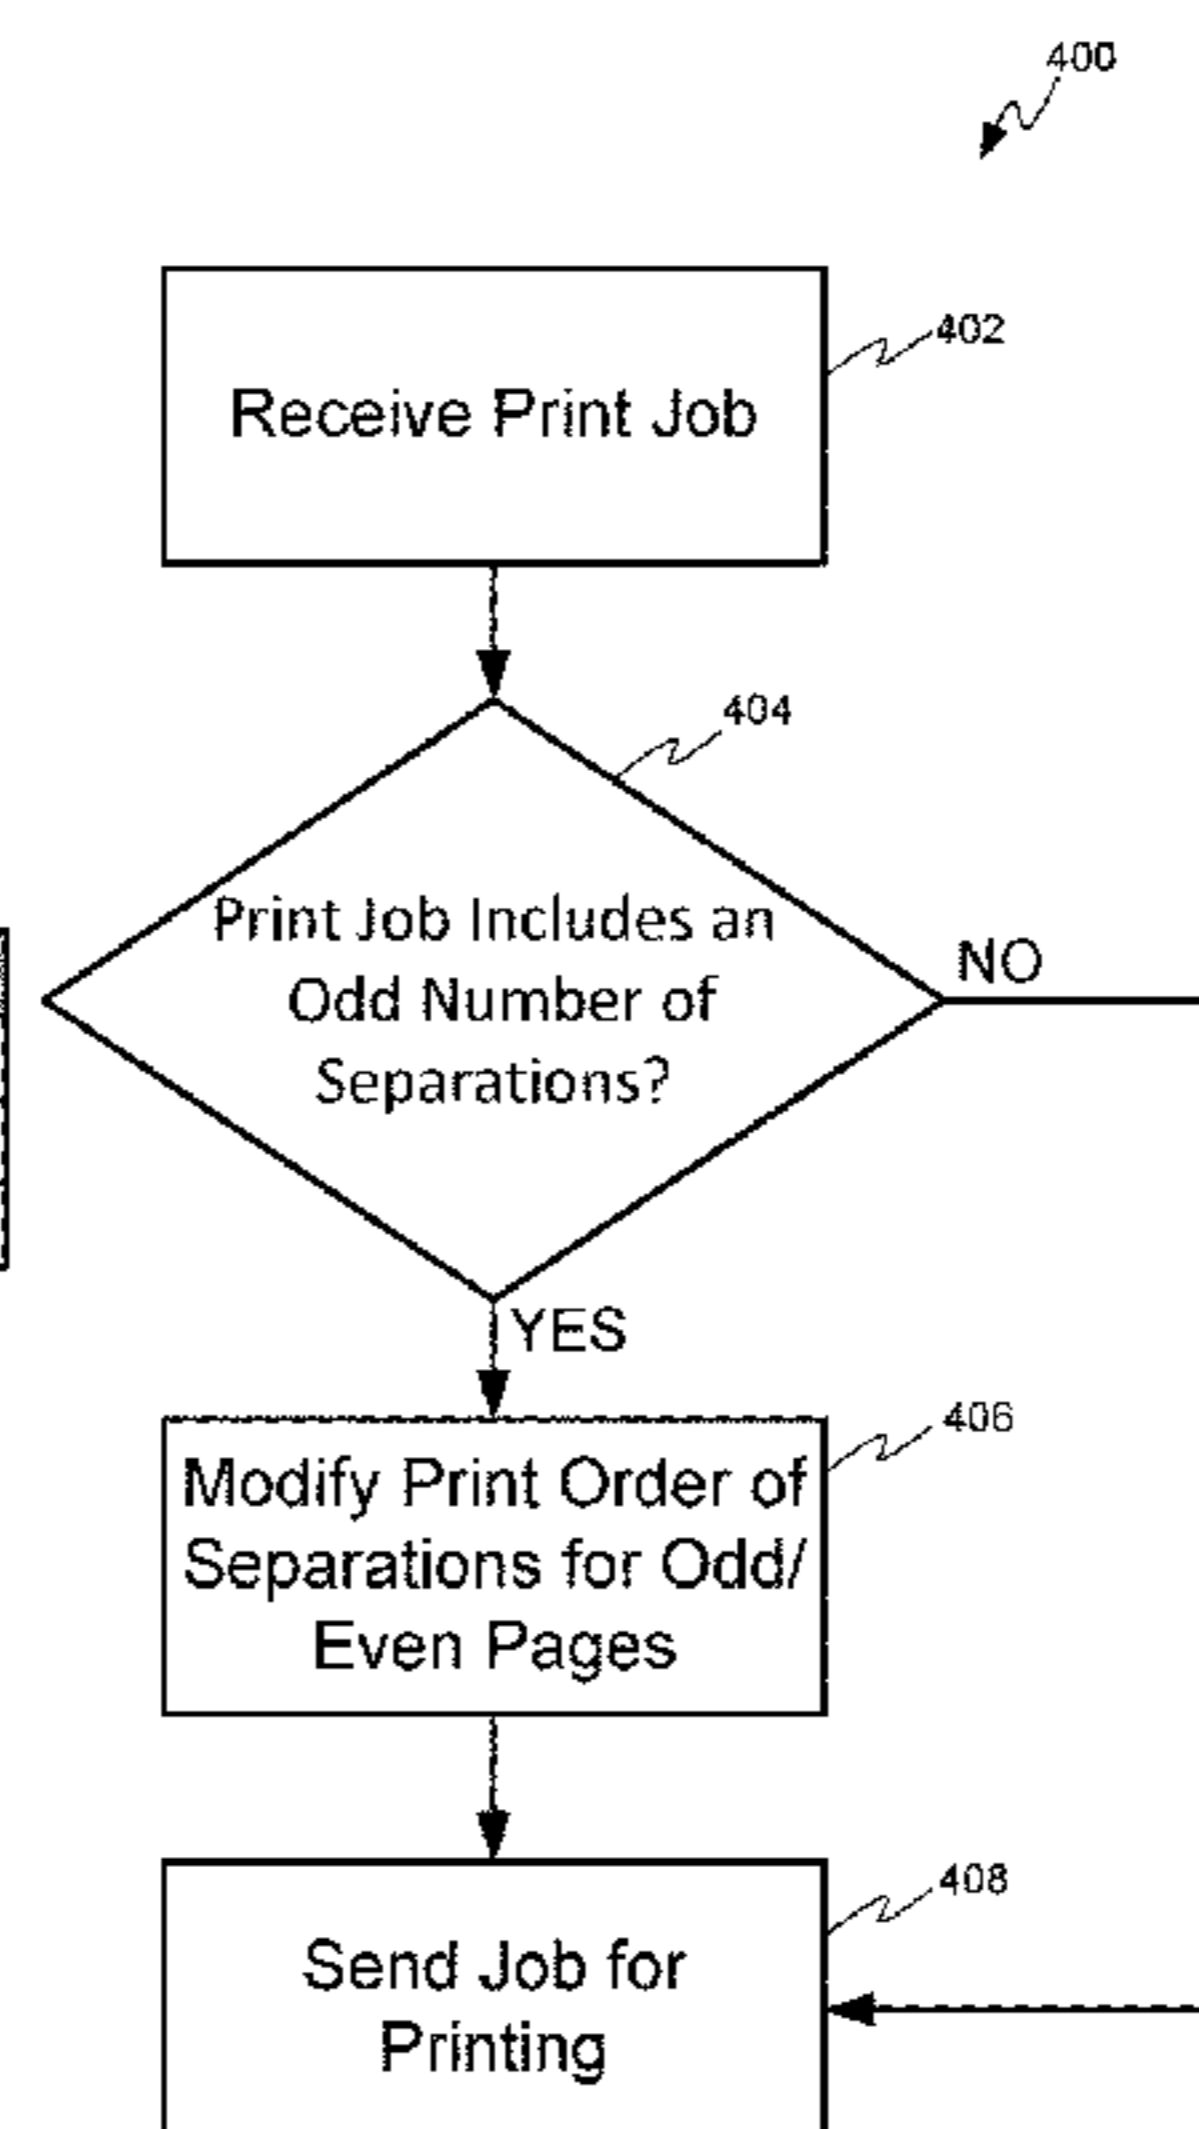 400
Receive Print Job
402
404
Print Job Includes an
Odd Number of
Separations?
NO
YES
Modify Print Order of
Separations for Odd/
Even Pages
406
Send Job for
Printing
408